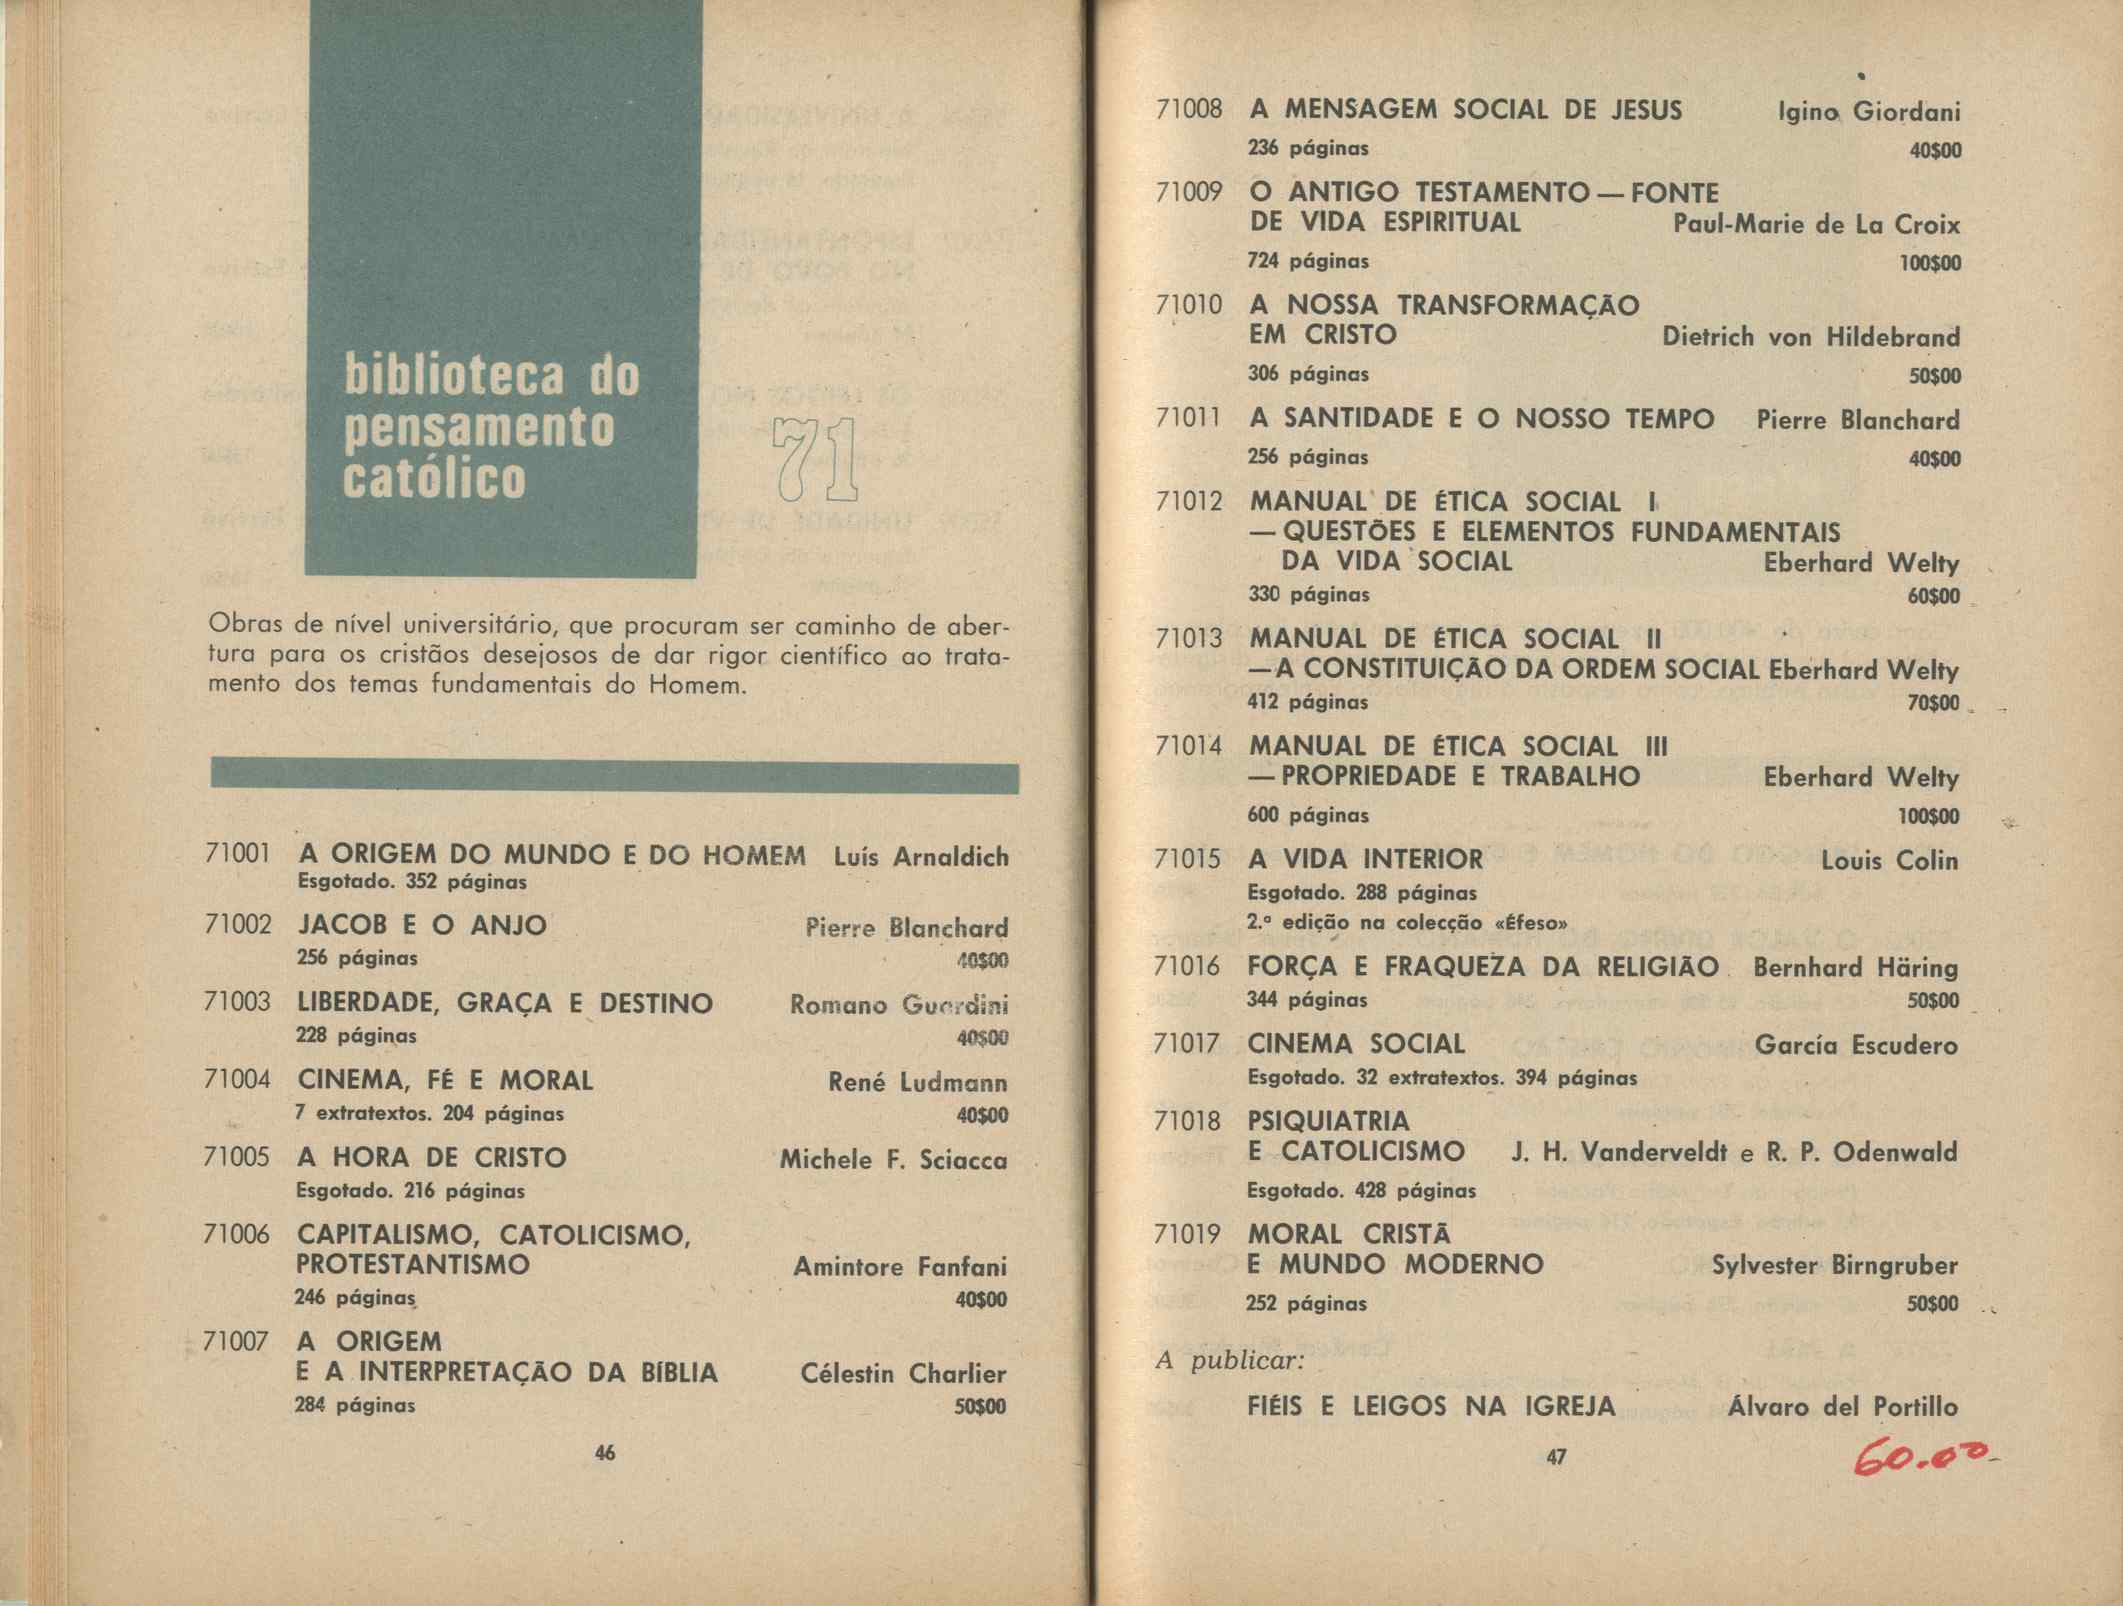 biblioteca do
pensamento
católico
71
Obras de nível universitário, que procuram ser caminho de aber-
tura para os cristãos desejosos de dar rigor científico ao trata-
mento dos temas fundamentais do Homem.
71001 A ORIGEM DO MUNDO E DO HOMEM Luís Arnaldich
Esgotado. 352 páginas
71002 JACOB E O ANJO Pierre Blanchard
256 páginas 40$00
71003 LIBERDADE, GRAÇA E DESTINO Romano Guardini
228 páginas 40$00
71004 CINEMA, FÉ E MORAL René Ludmann
7 extratextos. 204 páginas 40$00
71005 A HORA DE CRISTO Michele F. Sciacca
Esgotado. 216 páginas
71006 CAPITALISMO, CATOLICISMO,
PROTESTANTISMO Amintore Fanfani
246 páginas 40$00
71007 A ORIGEM
E A INTERPRETAÇÃO DA BÍBLIA Célestin Charlier
284 páginas 50$00
46
71008 A MENSAGEM SOCIAL DE JESUS Igino Giordani
236 páginas 40$00
71009 O ANTIGO TESTAMENTO — FONTE
DE VIDA ESPIRITUAL Paul-Marie de La Croix
724 páginas 100$00
71010 A NOSSA TRANSFORMAÇÃO
EM CRISTO Dietrich von Hildebrand
306 páginas 50$00
71011 A SANTIDADE E O NOSSO TEMPO Pierre Blanchard
256 páginas 40$00
71012 MANUAL DE ÉTICA SOCIAL I
— QUESTÕES E ELEMENTOS FUNDAMENTAIS
DA VIDA SOCIAL Eberhard Welty
330 páginas 60$00
71013 MANUAL DE ÉTICA SOCIAL II
— A CONSTITUIÇÃO DA ORDEM SOCIAL Eberhard Welty
412 páginas 70$00
71014 MANUAL DE ÉTICA SOCIAL III
— PROPRIEDADE E TRABALHO Eberhard Welty
600 páginas 100$00
71015 A VIDA INTERIOR Louis Colin
Esgotado. 288 páginas
2.ª edição na colecção «Éfeso»
71016 FORÇA E FRAQUEZA DA RELIGIÃO Bernhard Häring
344 páginas 50$00
71017 CINEMA SOCIAL García Escudero
Esgotado. 32 extratextos. 394 páginas
71018 PSIQUIATRIA
E CATOLICISMO J. H. Vanderveldt e R. P. Odenwald
Esgotado. 428 páginas
71019 MORAL CRISTÃ
E MUNDO MODERNO Sylvester Birngruber
252 páginas 50$00
A publicar:
FIÉIS E LEIGOS NA IGREJA Álvaro del Portillo
47
60.00